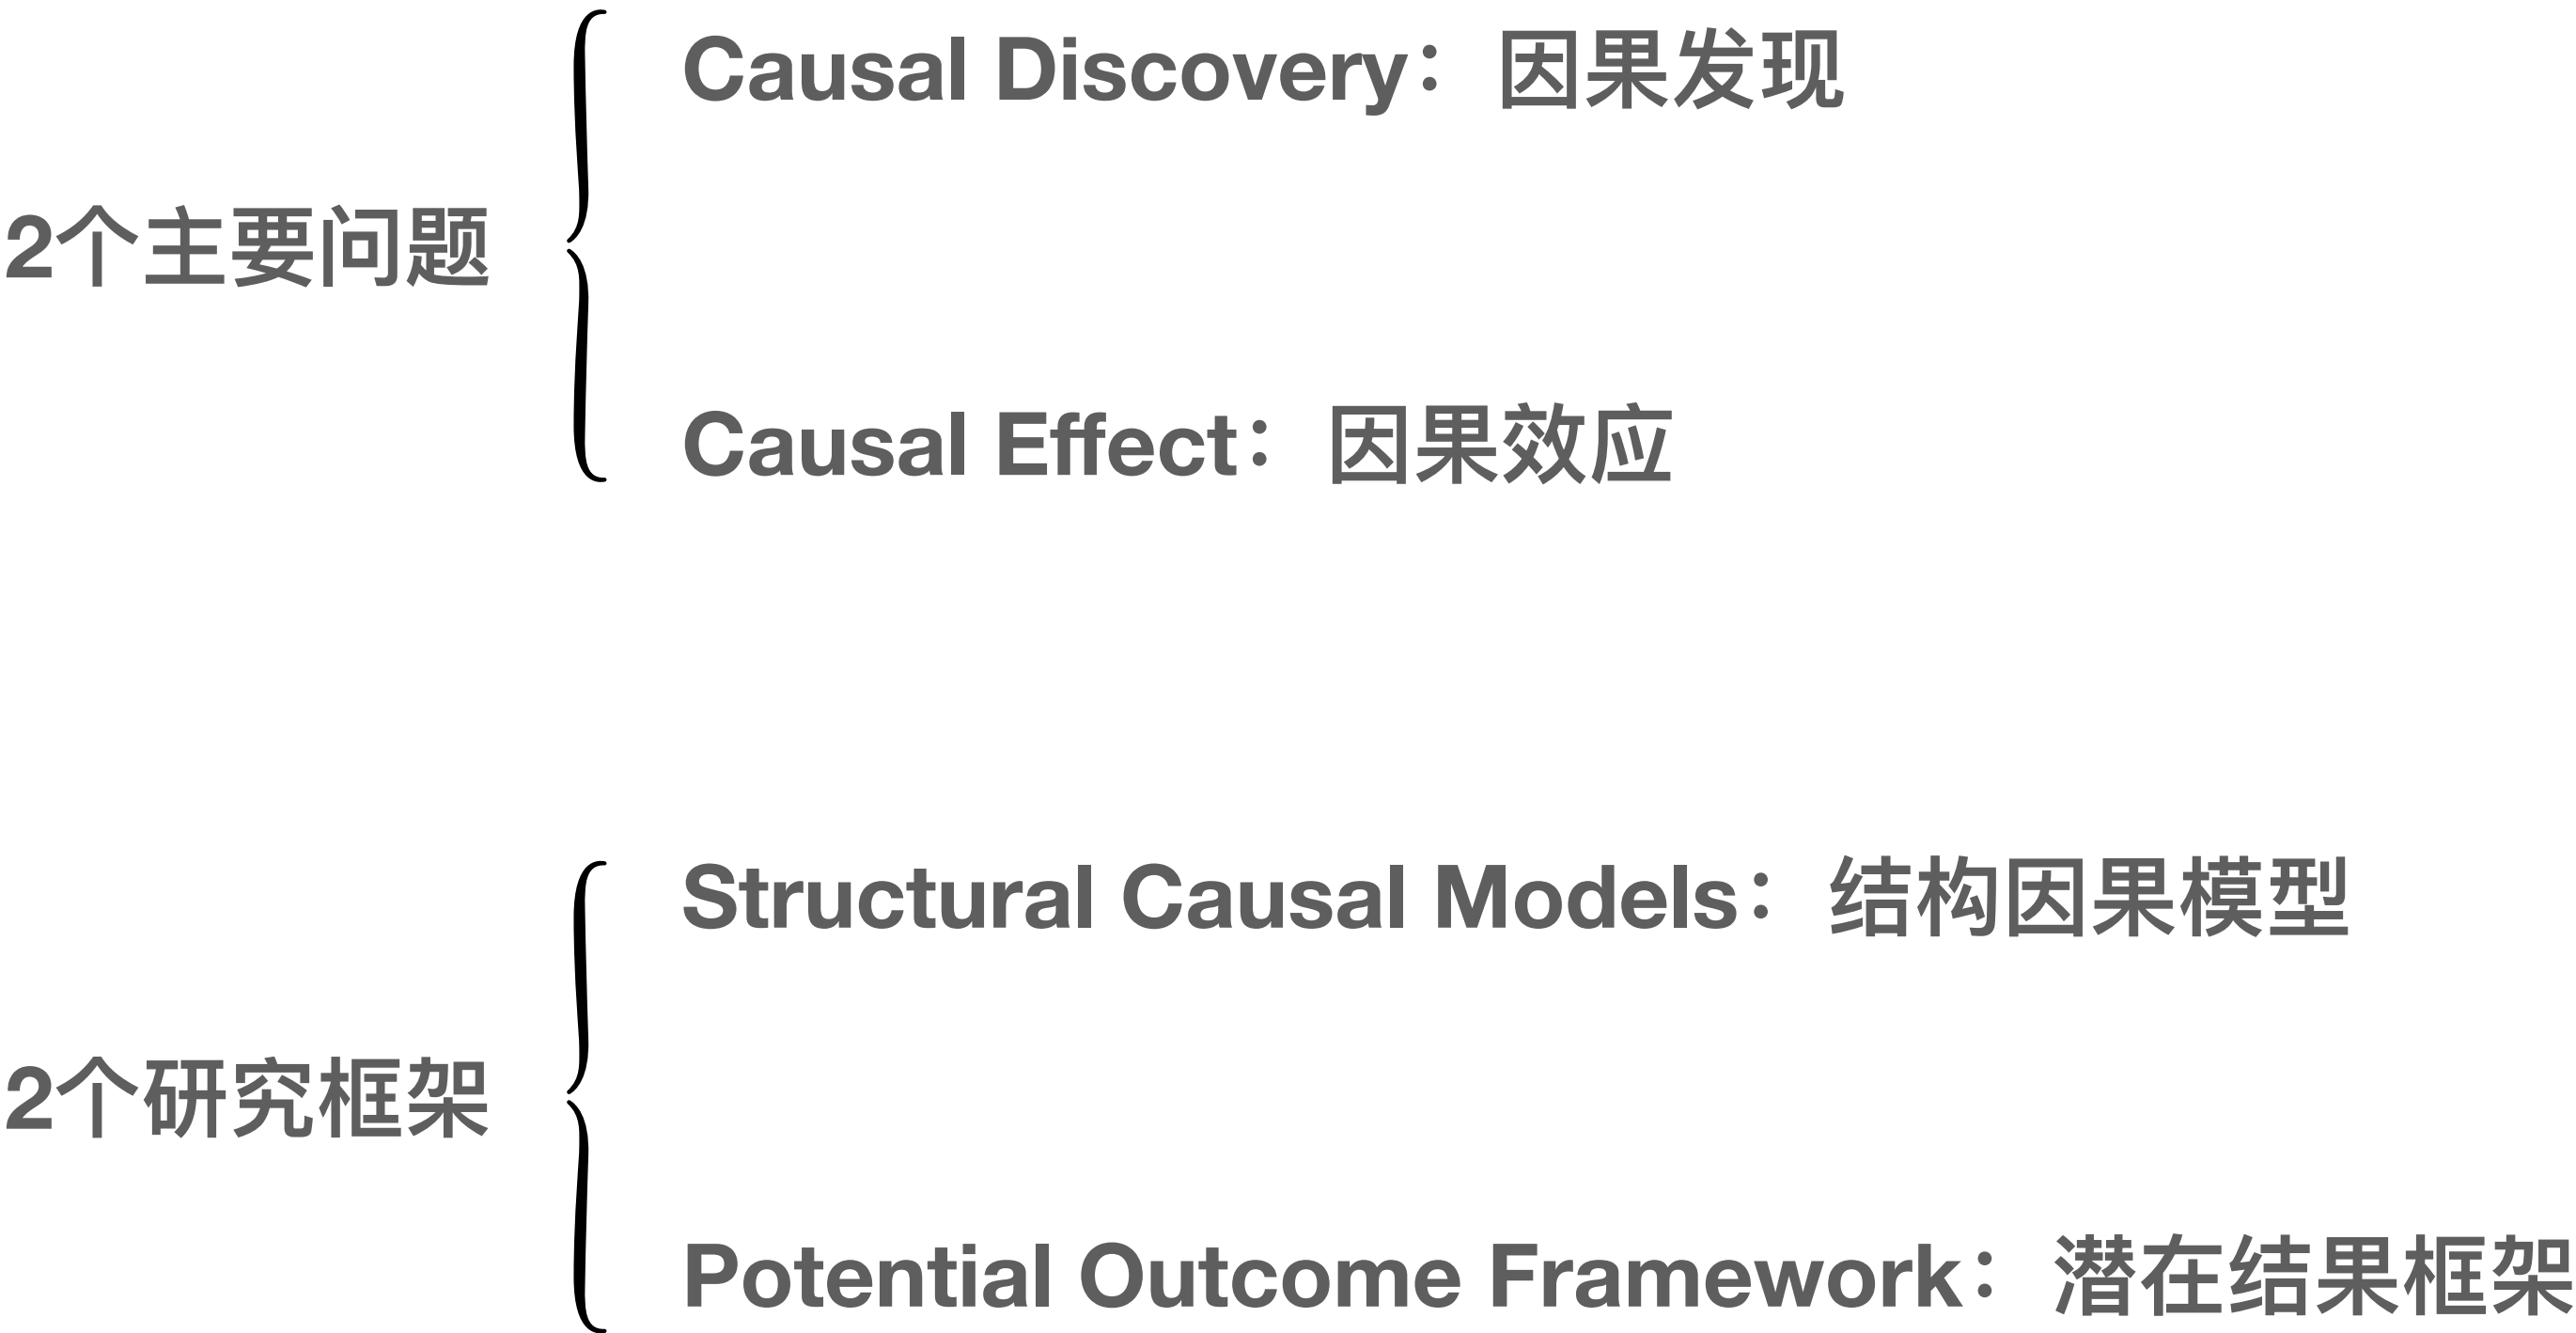 Causal Discovery：因果发现
2个主要问题
Causal Effect：因果效应
Structural Causal Models：结构因果模型
2个研究框架
Potential Outcome Framework：潜在结果框架